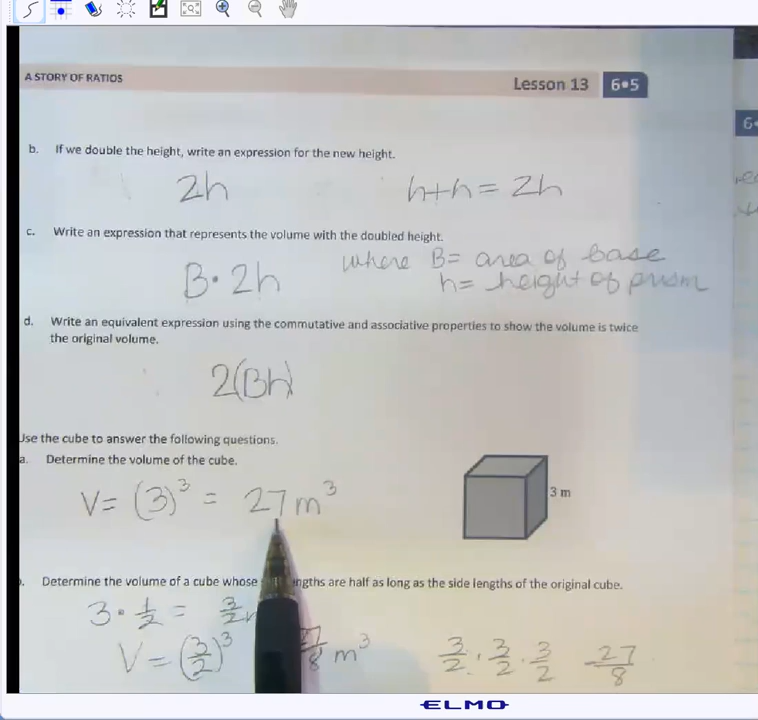 A STORY OF RATIOS
Lesson 13 6•5
6•
b. If we double the height, write an expression for the new height.
2h h+h = 2h
c. Write an expression that represents the volume with the doubled height.
B•2h where B= area of base
h= height of prism
d. Write an equivalent expression using the commutative and associative properties to show the volume is twice
the original volume.
2(Bh)
Use the cube to answer the following questions.
a. Determine the volume of the cube.
V= (3)³ = 27m³
3 m
Determine the volume of a cube whose ngths are half as long as the side lengths of the original cube.
3•1/2 = 3/2
V=(3/2)³ 27/8 m³ 3/2 · 3/2 · 3/2 27/8
ELMO